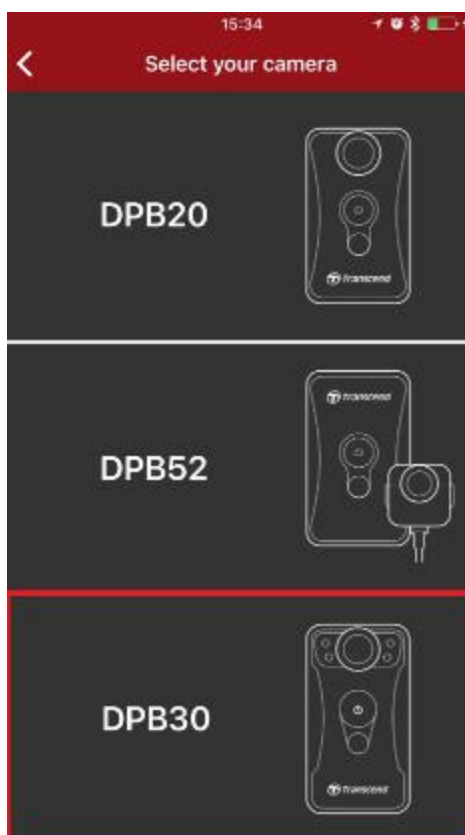 15:34
Select your camera
DPB20
Transcend
DPB52
Transcend
DPB30
Transcend